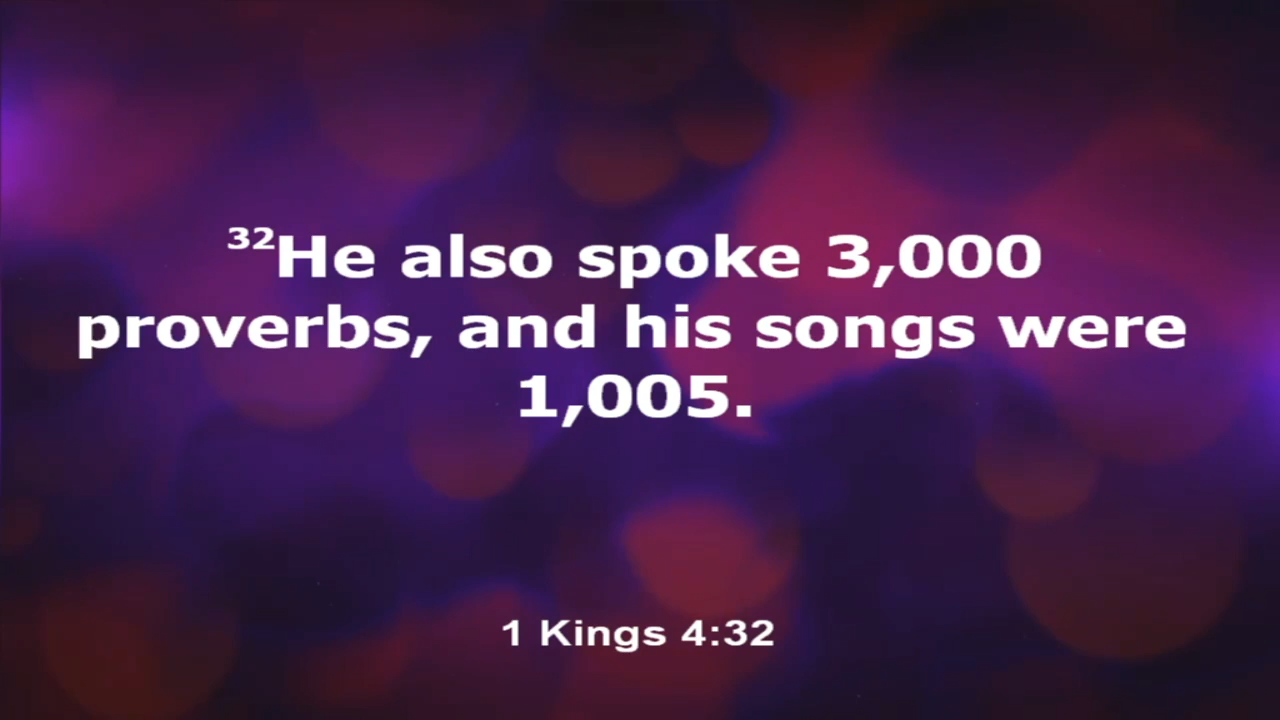 32He also spoke 3,000
proverbs, and his songs were
1,005.
1 Kings 4:32